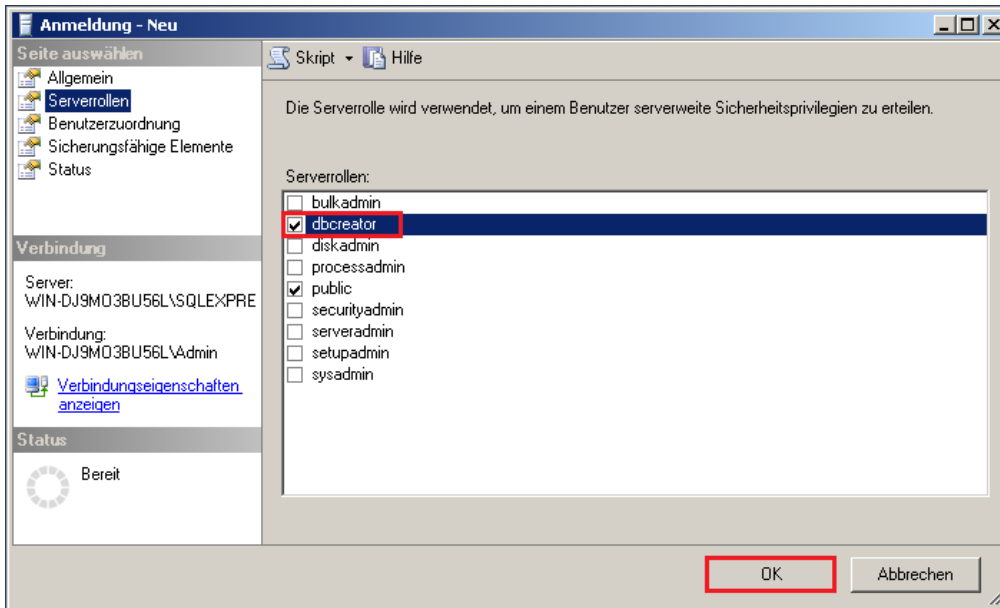 Anmeldung - Neu
Seite auswählen
Allgemein
Serverrollen
Benutzerzuordnung
Sicherungsfähige Elemente
Status
Verbindung
Server:
WIN-DJ9MO3BU56L\SQLEXPRE
Verbindung:
WIN-DJ9MO3BU56L\Admin
Verbindungseigenschaften
anzeigen
Status
Bereit
Skript
Hilfe
Die Serverrolle wird verwendet, um einem Benutzer serverweite Sicherheitsprivilegien zu erteilen.
Serverrollen:
bulkadmin
dbcreator
diskadmin
processadmin
public
securityadmin
serveradmin
setupadmin
sysadmin
OK
Abbrechen